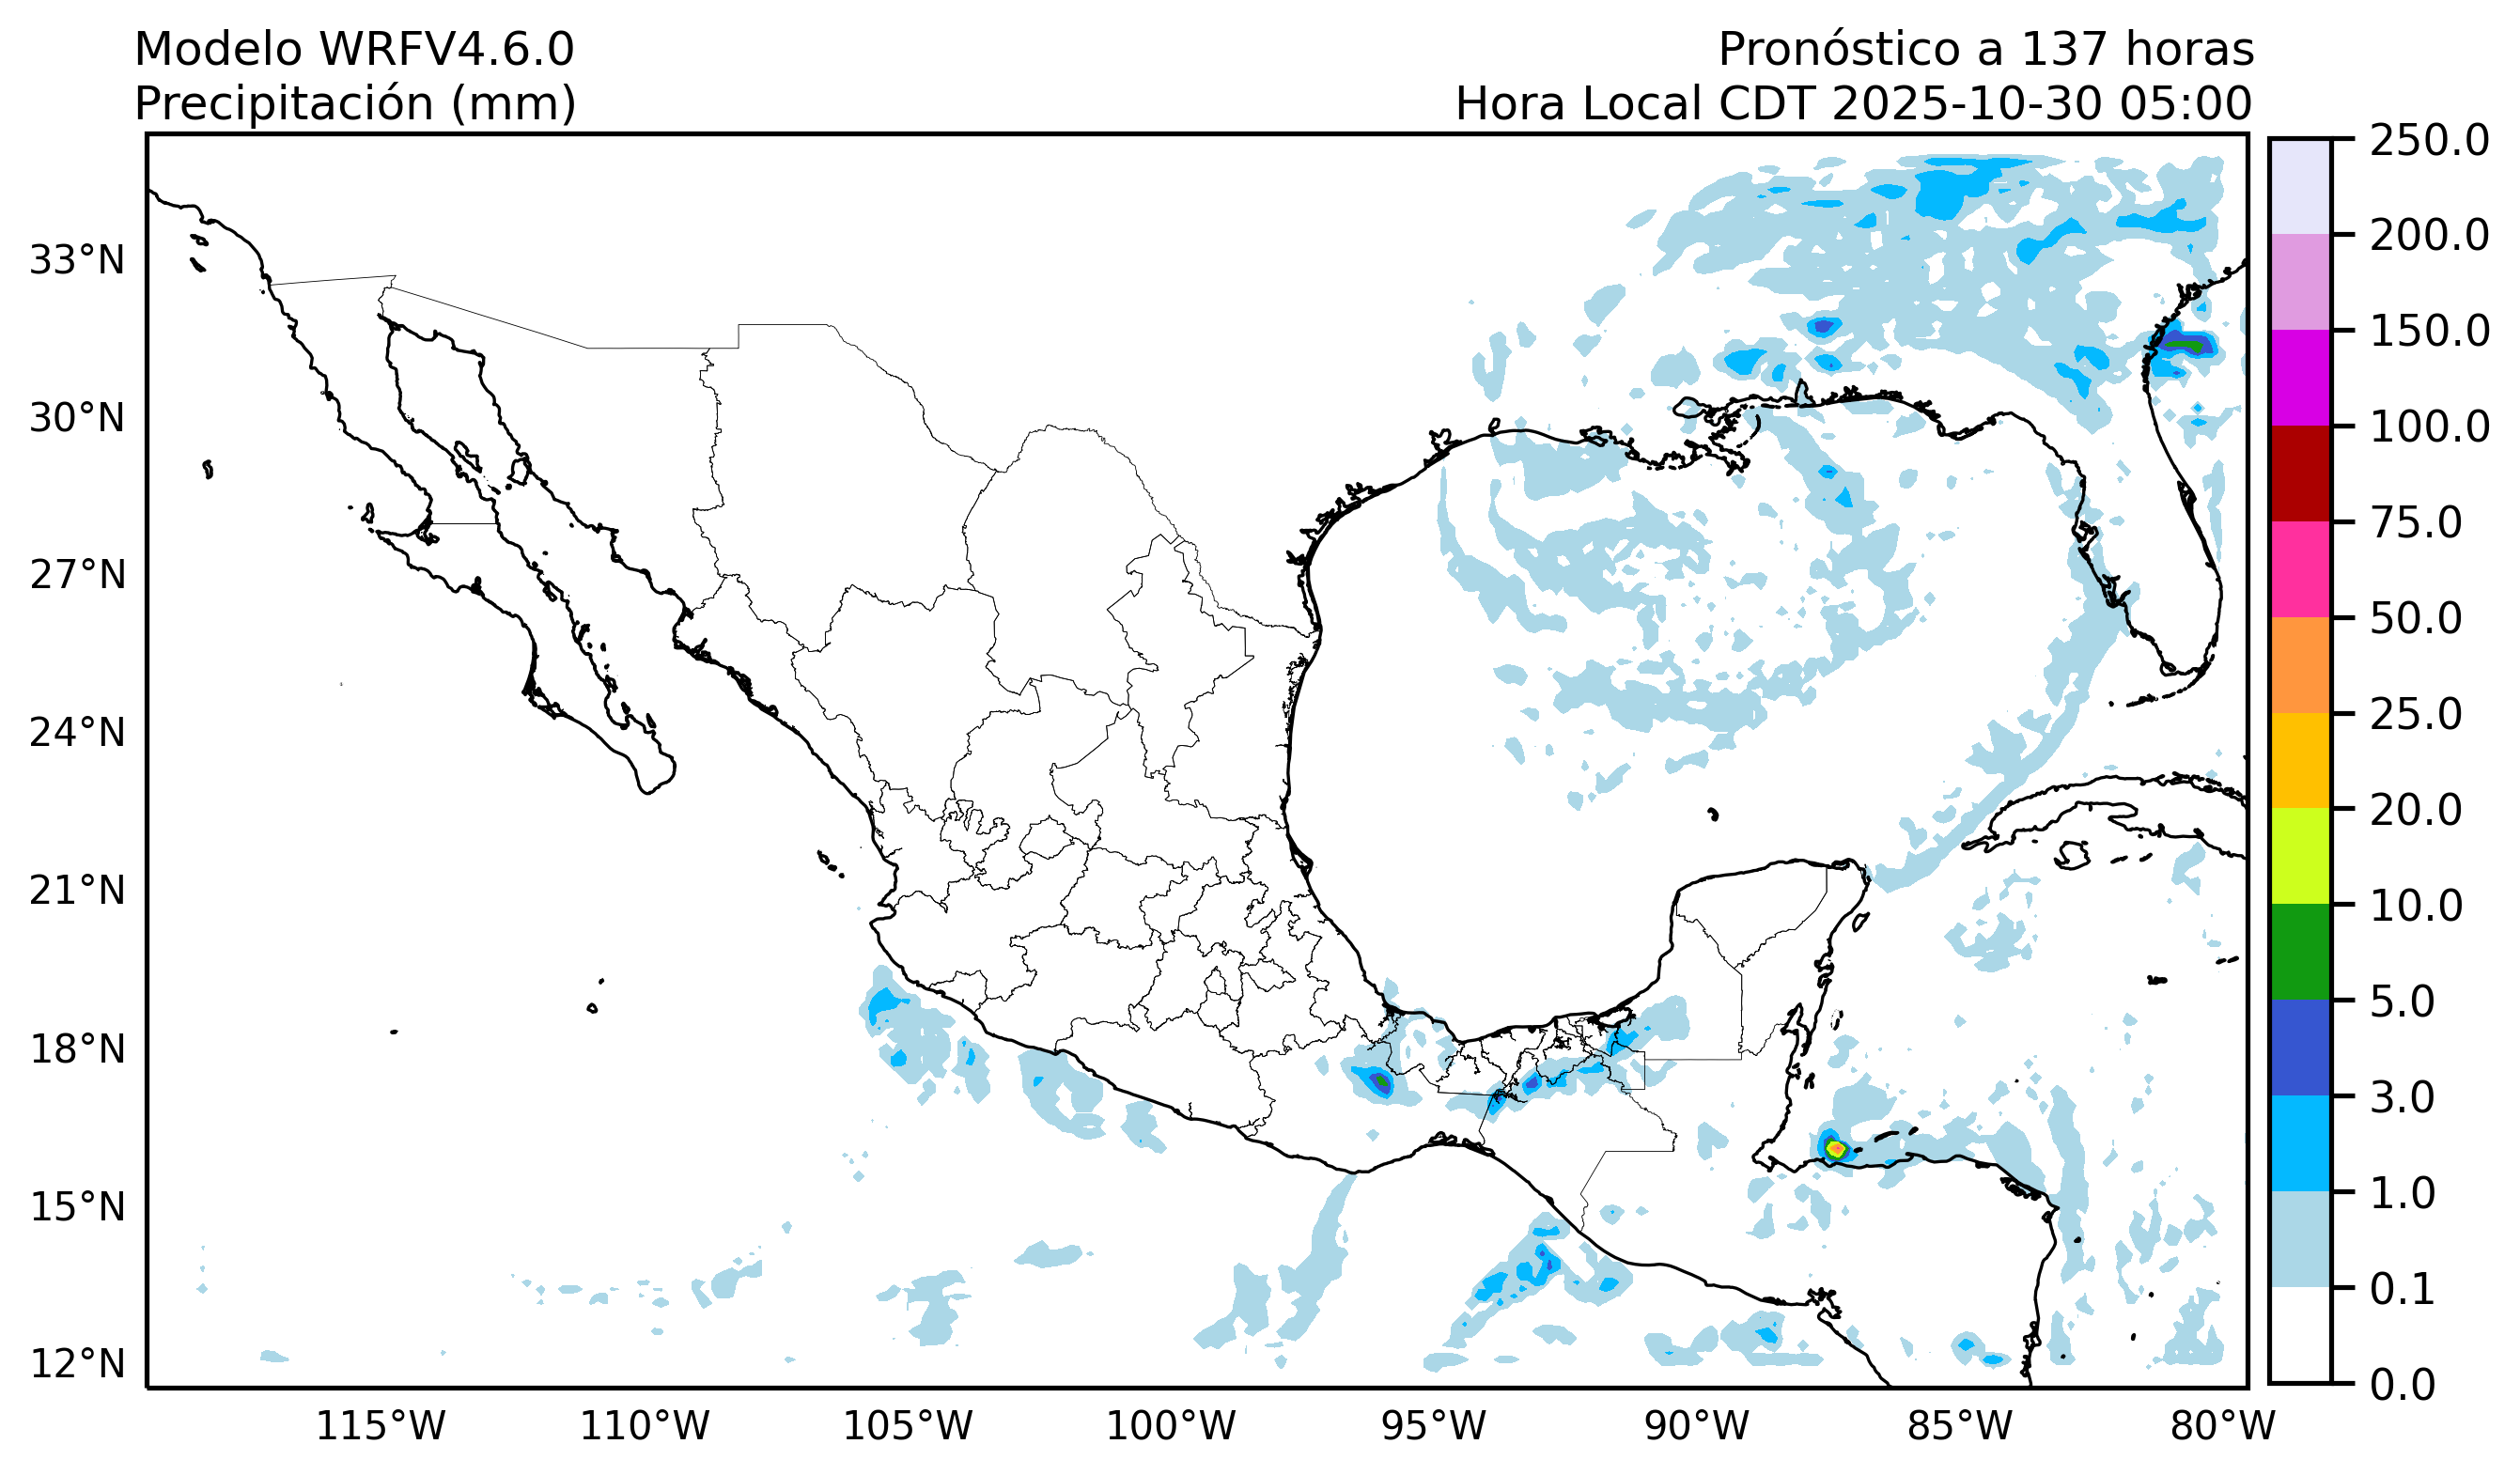 Modelo WRFV4.6.0
Precipitación (mm)
Pronóstico a 137 horas
Hora Local CDT 2025-10-30 05:00
33°N
30°N
27°N
24°N
21°N
18°N
15°N
12°N
115°W
110°W
105°W
100°W
95°W
90°W
85°W
80°W
250.0
200.0
150.0
100.0
75.0
50.0
25.0
20.0
10.0
5.0
3.0
1.0
0.1
0.0